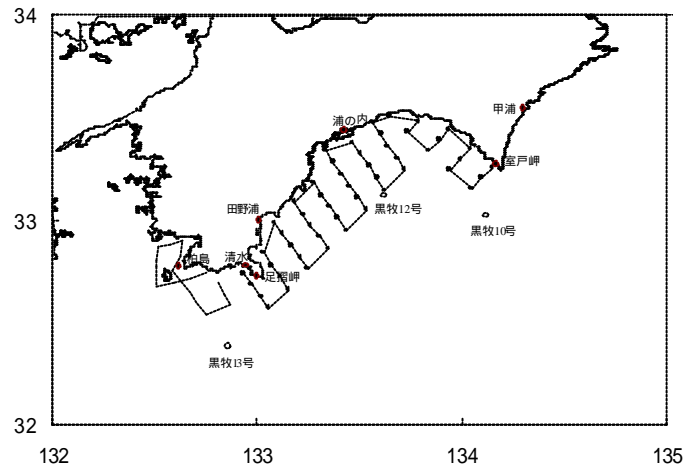 34
甲浦
浦の内
室戸岬
田野浦
黒牧12号
33
黒牧10号
柏島
清水
足摺岬
黒牧13号
32
132
133
134
135